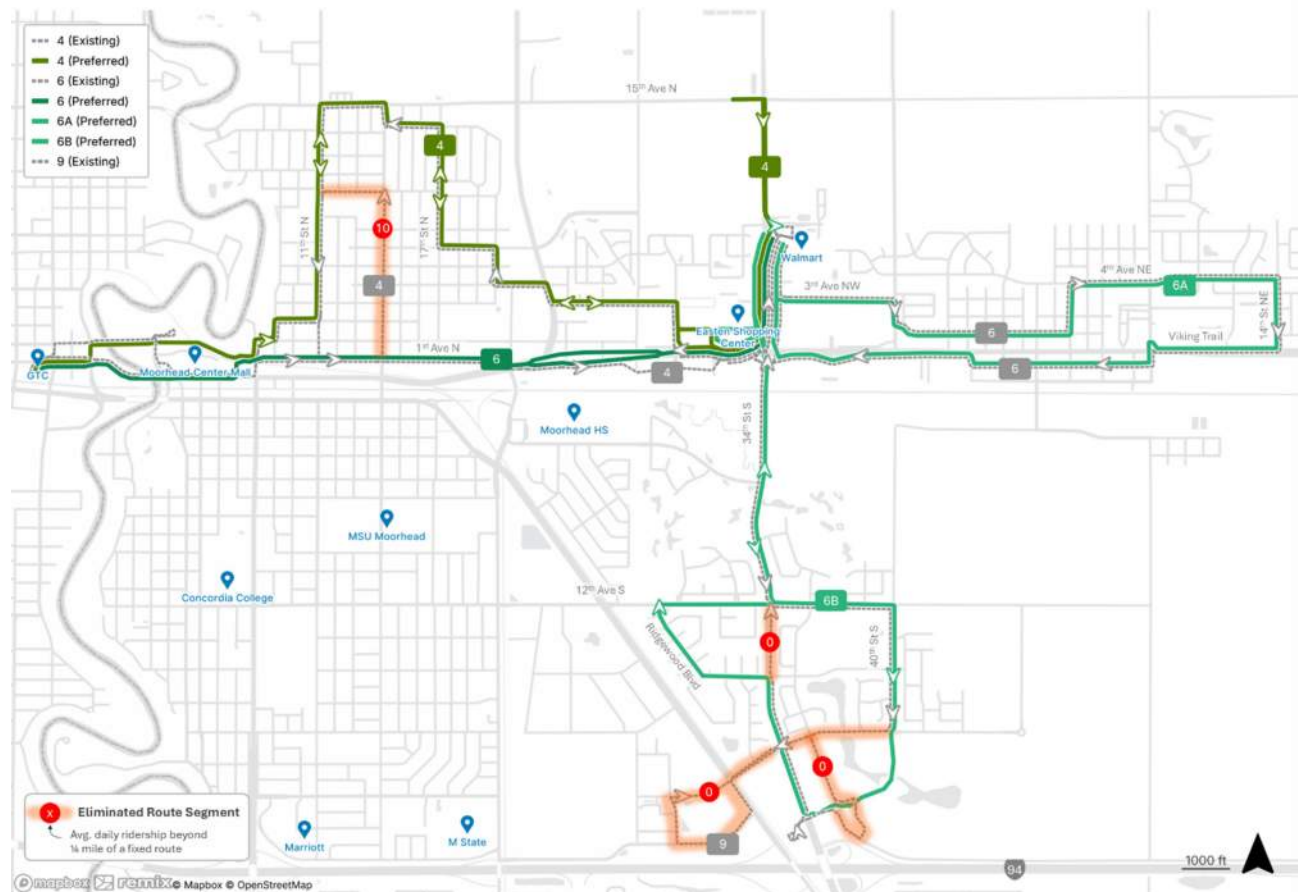 4 (Existing)
4 (Preferred)
6 (Existing)
6 (Preferred)
6A (Preferred)
6B (Preferred)
9 (Existing)
15th Ave N
4
4
11th St N
17th St N
10
4
Walmart
4th Ave NE
3rd Ave NW
6A
14th St NE
Easten Shopping
Center
6
Viking Trail
1st Ave N
6
GTC
Moorhead Center Mall
4
6
Moorhead HS
34th St S
MSU Moorhead
Concordia College
12th Ave S
6B
Ridgewood Blvd
0
40th St S
0
0
x
Eliminated Route Segment
Avg. daily ridership beyond
¼ mile of a fixed route
Marriott
M State
9
94
1000 ft
mapbox remix © Mapbox © OpenStreetMap